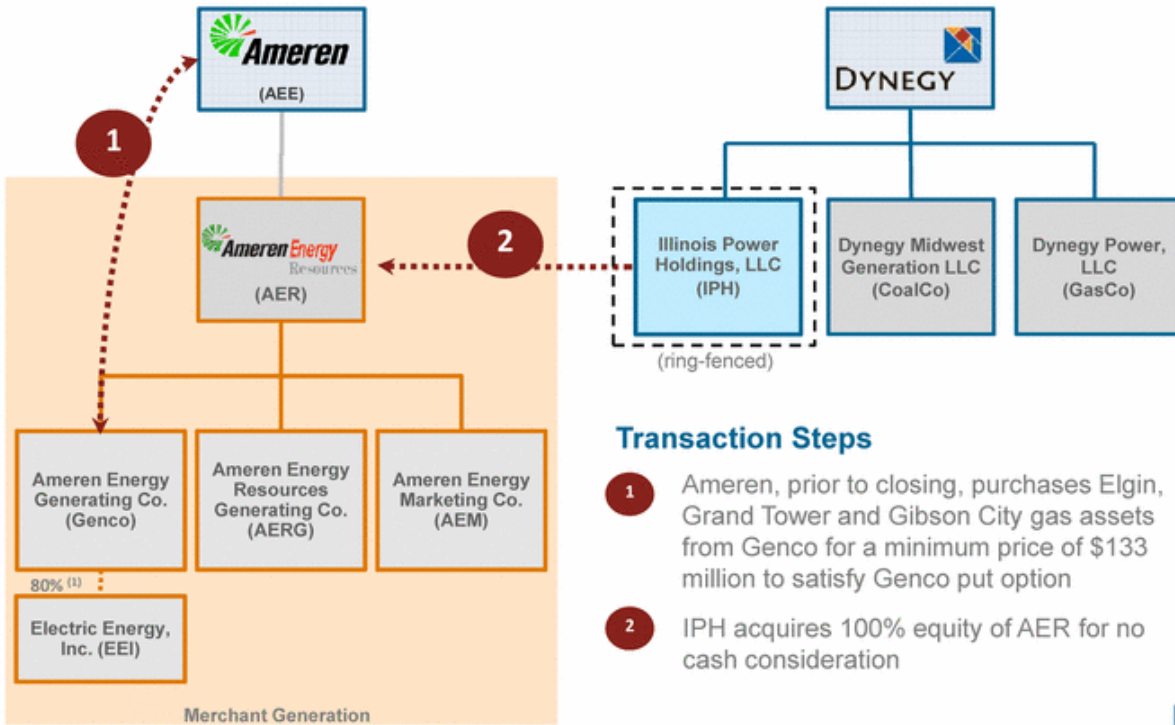 Ameren
(AEE)
DYNEGY
1
Ameren Energy
Resources
(AER)
2
Illinois Power
Holdings, LLC
(IPH)
Dynegy Midwest
Generation LLC
(CoalCo)
Dynegy Power,
LLC
(GasCo)
(ring-fenced)
Ameren Energy
Generating Co.
(Genco)
Ameren Energy
Resources
Generating Co.
(AERG)
Ameren Energy
Marketing Co.
(AEM)
80% (1)
Electric Energy,
Inc. (EEI)
Merchant Generation
Transaction Steps
1
Ameren, prior to closing, purchases Elgin,
Grand Tower and Gibson City gas assets
from Genco for a minimum price of $133
million to satisfy Genco put option
2
IPH acquires 100% equity of AER for no
cash consideration